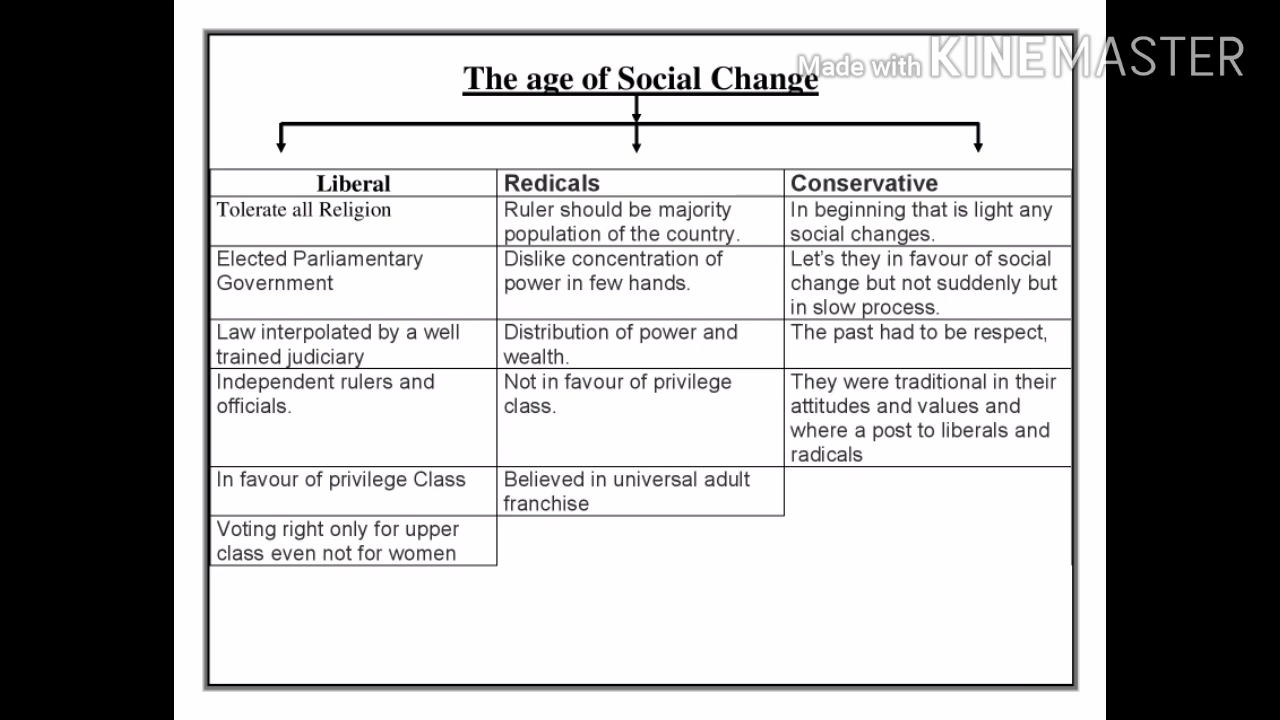 Made with KINEMASTER
The age of Social Change
Liberal
Redicals
Conservative
Tolerate all Religion
Ruler should be majority
population of the country.
In beginning that is light any
social changes.
Elected Parliamentary
Government
Dislike concentration of
power in few hands.
Let's they in favour of social
change but not suddenly but
in slow process.
Law interpolated by a well
trained judiciary
Distribution of power and
wealth.
The past had to be respect,
Independent rulers and
officials.
Not in favour of privilege
class.
They were traditional in their
attitudes and values and
where a post to liberals and
radicals
In favour of privilege Class
Believed in universal adult
franchise
Voting right only for upper
class even not for women